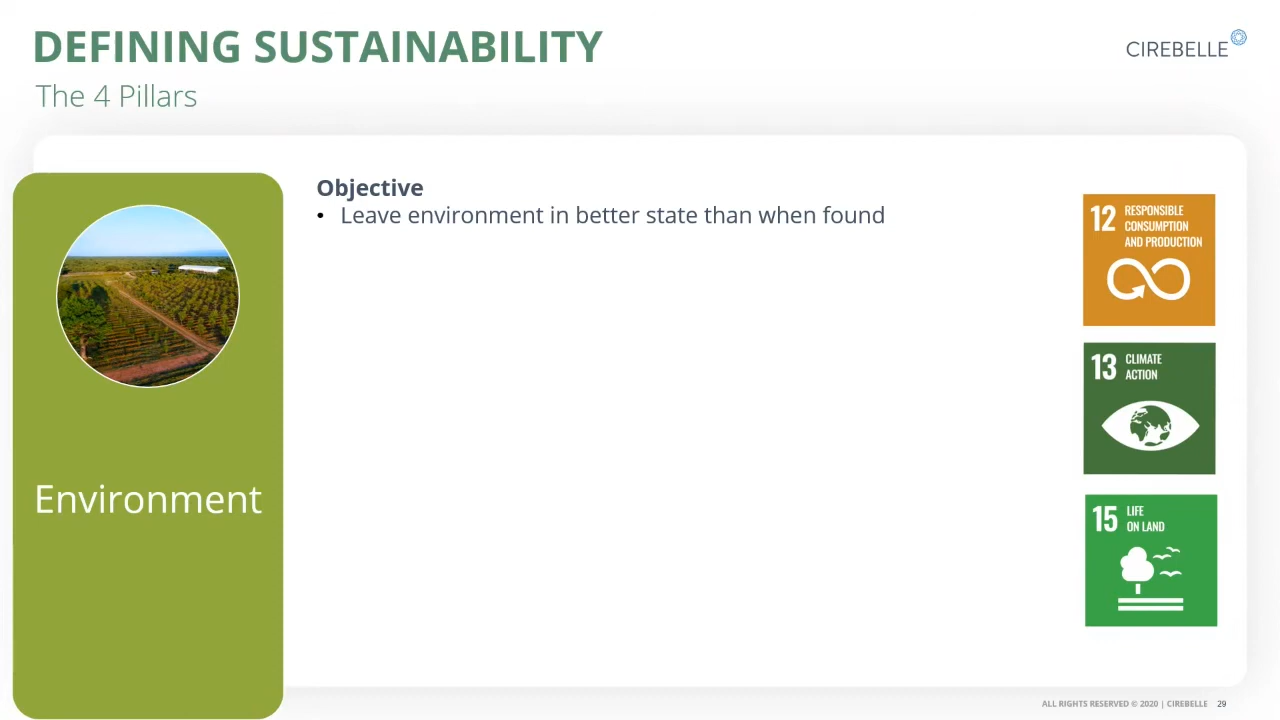 DEFINING SUSTAINABILITY
The 4 Pillars
CIREBELLE
Environment
Objective
• Leave environment in better state than when found
12 RESPONSIBLE
CONSUMPTION
AND PRODUCTION
13 CLIMATE
ACTION
15 LIFE
ON LAND
ALL RIGHTS RESERVED © 2020 | CIREBELLE 29